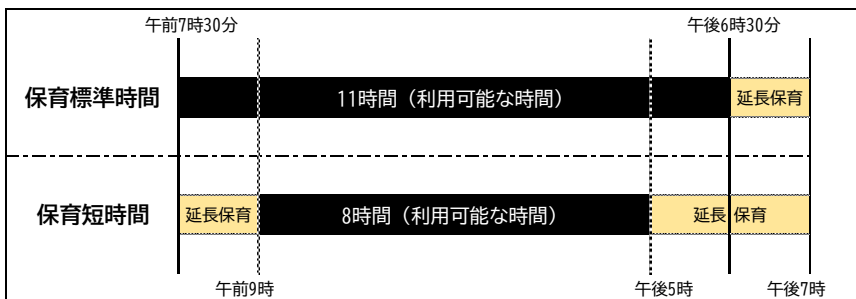 午前7時30分
午後6時30分
保育標準時間
11時間（利用可能な時間）
延長保育
保育短時間
延長保育
8時間（利用可能な時間）
延長保育
午前9時
午後5時
午後7時